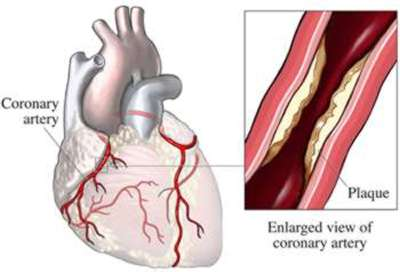 Coronary
artery
Plaque
Enlarged view of
coronary artery